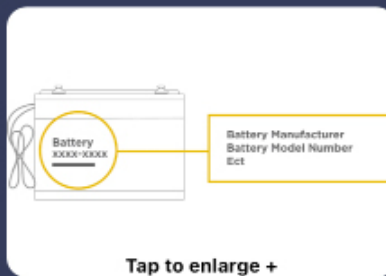 Battery
XXXX-XXXX
Battery Manufacturer
Battery Model Number
Ect
Tap to enlarge +